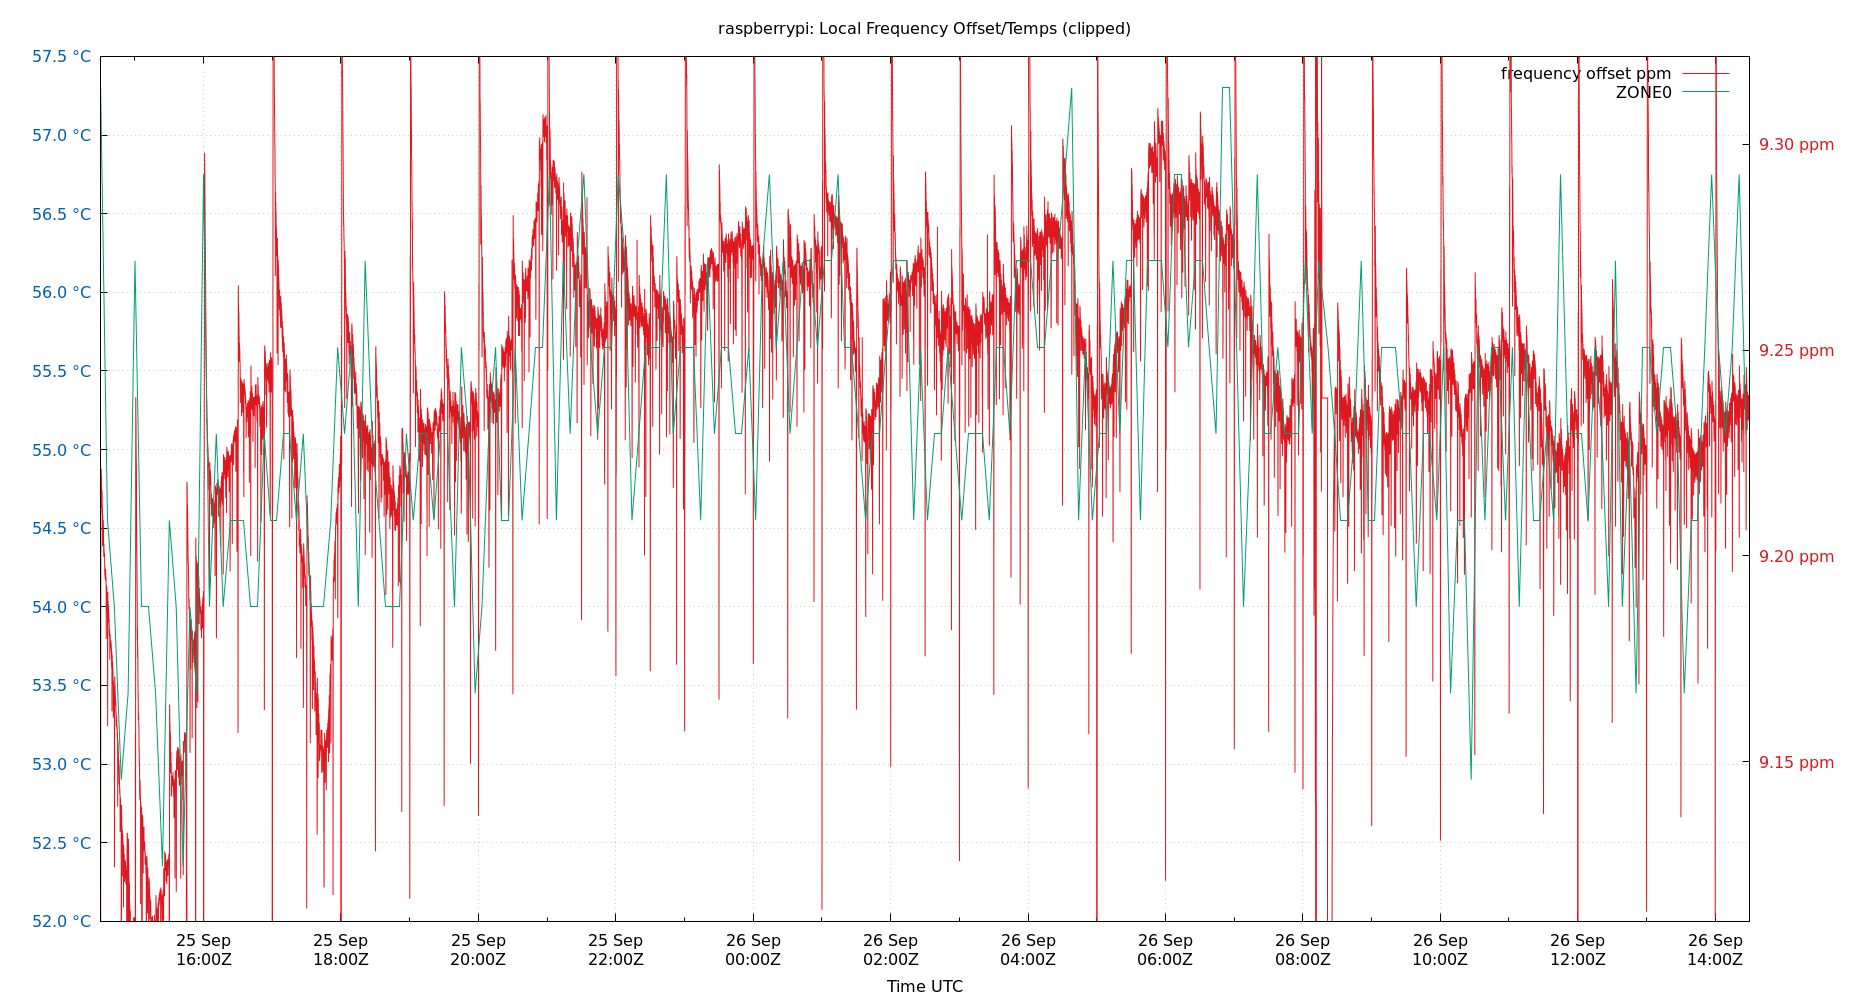 raspberrypi: Local Frequency Offset/Temps (clipped)
57.5 °C
57.0 °C
56.5 °C
56.0 °C
55.5 °C
55.0 °C
54.5 °C
54.0 °C
53.5 °C
53.0 °C
52.5 °C
52.0 °C
frequency offset ppm
ZONE0
9.30 ppm
9.25 ppm
9.20 ppm
9.15 ppm
25 Sep
16:00Z
25 Sep
18:00Z
25 Sep
20:00Z
25 Sep
22:00Z
26 Sep
00:00Z
26 Sep
02:00Z
26 Sep
04:00Z
26 Sep
06:00Z
26 Sep
08:00Z
26 Sep
10:00Z
26 Sep
12:00Z
26 Sep
14:00Z
Time UTC